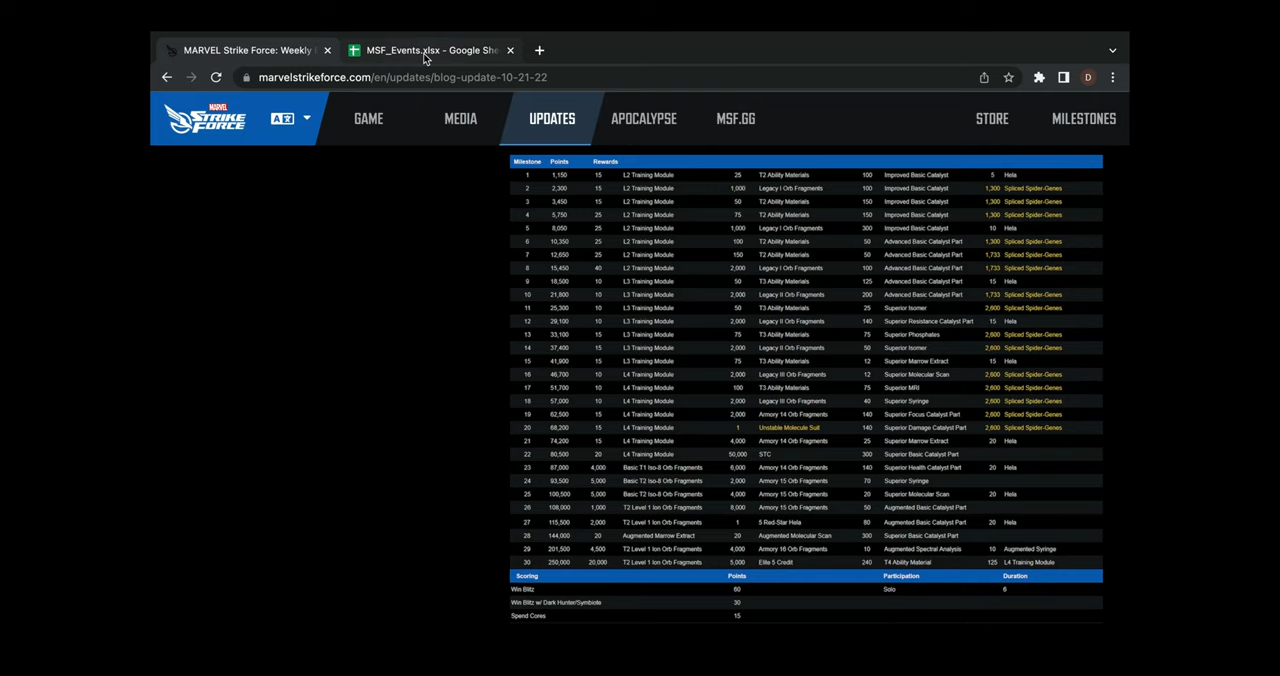 MARVEL Strike Force: Weekly
MSF_Events.xlsx - Google She
marvelstrikeforce.com/en/updates/blog-update-10-21-22
D
MARVEL STRIKE FORCE
GAME MEDIA UPDATES APOCALYPSE MSF.GG STORE MILESTONES
Milestone Points Rewards
1 1,150 15 L2 Training Module 25 T2 Ability Materials 100 Improved Basic Catalyst 5 Hela
2 2,300 15 L2 Training Module 1,000 Legacy I Orb Fragments 100 Improved Basic Catalyst 1,300 Spliced Spider-Genes
3 3,450 15 L2 Training Module 50 T2 Ability Materials 150 Improved Basic Catalyst 1,300 Spliced Spider-Genes
4 5,750 25 L2 Training Module 75 T2 Ability Materials 150 Improved Basic Catalyst 1,300 Spliced Spider-Genes
5 8,050 25 L2 Training Module 1,000 Legacy I Orb Fragments 300 Improved Basic Catalyst 10 Hela
6 10,350 25 L2 Training Module 100 T2 Ability Materials 50 Advanced Basic Catalyst Part 1,300 Spliced Spider-Genes
7 12,650 25 L2 Training Module 150 T2 Ability Materials 50 Advanced Basic Catalyst Part 1,733 Spliced Spider-Genes
8 15,450 40 L2 Training Module 2,000 Legacy I Orb Fragments 100 Advanced Basic Catalyst Part 1,733 Spliced Spider-Genes
9 18,500 10 L3 Training Module 50 T3 Ability Materials 125 Advanced Basic Catalyst Part 15 Hela
10 21,800 10 L3 Training Module 2,000 Legacy II Orb Fragments 200 Advanced Basic Catalyst Part 1,733 Spliced Spider-Genes
11 25,300 10 L3 Training Module 50 T3 Ability Materials 25 Superior Isomer 2,600 Spliced Spider-Genes
12 29,100 10 L3 Training Module 2,000 Legacy II Orb Fragments 140 Superior Resistance Catalyst Part 15 Hela
13 33,100 15 L3 Training Module 75 T3 Ability Materials 75 Superior Phosphates 2,600 Spliced Spider-Genes
14 37,400 15 L3 Training Module 2,000 Legacy II Orb Fragments 50 Superior Isomer 2,600 Spliced Spider-Genes
15 41,900 15 L3 Training Module 75 T3 Ability Materials 12 Superior Marrow Extract 15 Hela
16 46,700 10 L4 Training Module 2,000 Legacy III Orb Fragments 12 Superior Molecular Scan 2,600 Spliced Spider-Genes
17 51,700 10 L4 Training Module 100 T3 Ability Materials 75 Superior MRI 2,600 Spliced Spider-Genes
18 57,000 10 L4 Training Module 2,000 Legacy III Orb Fragments 40 Superior Syringe 2,600 Spliced Spider-Genes
19 62,500 15 L4 Training Module 2,000 Armory 14 Orb Fragments 140 Superior Focus Catalyst Part 2,600 Spliced Spider-Genes
20 68,200 15 L4 Training Module 1 Unstable Molecule Suit 140 Superior Damage Catalyst Part 2,600 Spliced Spider-Genes
21 74,200 15 L4 Training Module 4,000 Armory 14 Orb Fragments 25 Superior Marrow Extract 20 Hela
22 80,500 20 L4 Training Module 50,000 STC 300 Superior Basic Catalyst Part
23 87,000 4,000 Basic T1 Iso-8 Orb Fragments 6,000 Armory 14 Orb Fragments 140 Superior Health Catalyst Part 20 Hela
24 93,500 5,000 Basic T2 Iso-8 Orb Fragments 2,000 Armory 15 Orb Fragments 70 Superior Syringe
25 100,500 5,000 Basic T2 Iso-8 Orb Fragments 4,000 Armory 15 Orb Fragments 20 Superior Molecular Scan 20 Hela
26 108,000 1,000 T2 Level 1 Ion Orb Fragments 8,000 Armory 15 Orb Fragments 50 Augmented Basic Catalyst Part
27 115,500 2,000 T2 Level 1 Ion Orb Fragments 1 5 Red-Star Hela 80 Augmented Basic Catalyst Part 20 Hela
28 144,000 20 Augmented Marrow Extract 20 Augmented Molecular Scan 300 Superior Basic Catalyst Part
29 201,500 4,500 T2 Level 1 Ion Orb Fragments 4,000 Armory 16 Orb Fragments 10 Augmented Spectral Analysis 10 Augmented Syringe
30 250,000 20,000 T2 Level 1 Ion Orb Fragments 5,000 Elite 5 Credit 240 T4 Ability Material 125 L4 Training Module
Scoring Points Participation Duration
Win Blitz 60 Solo 6
Win Blitz w/ Dark Hunter/Symbiote 30
Spend Cores 15